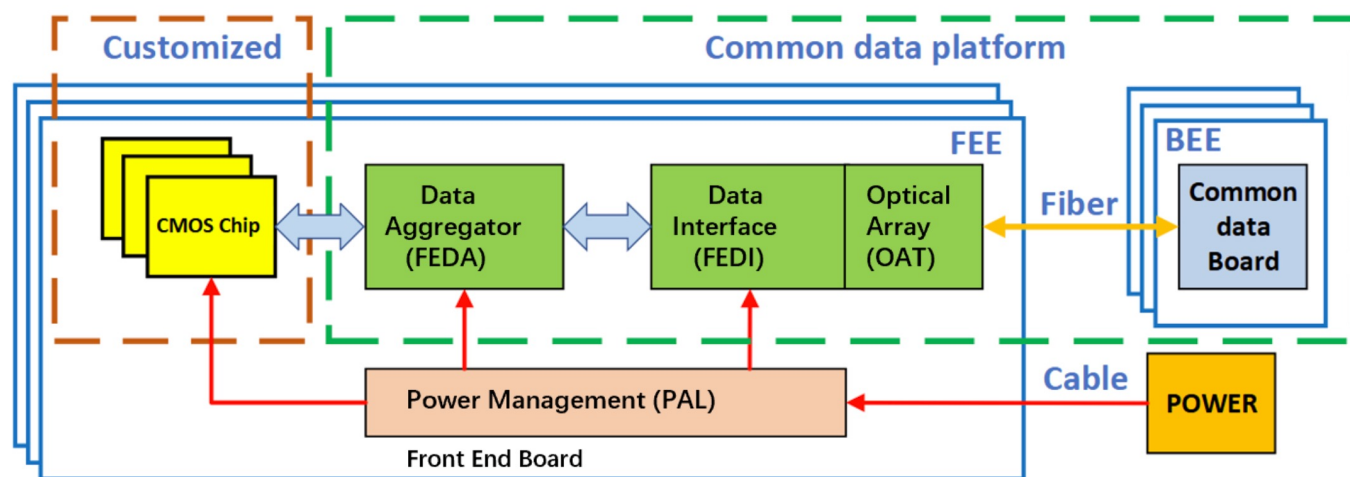 Customized
Common data platform
FEE
BEE
CMOS Chip
Data
Aggregator
(FEDA)
Data
Interface
(FEDI)
Optical
Array
(OAT)
Fiber
Common
data
Board
Power Management (PAL)
Cable
POWER
Front End Board